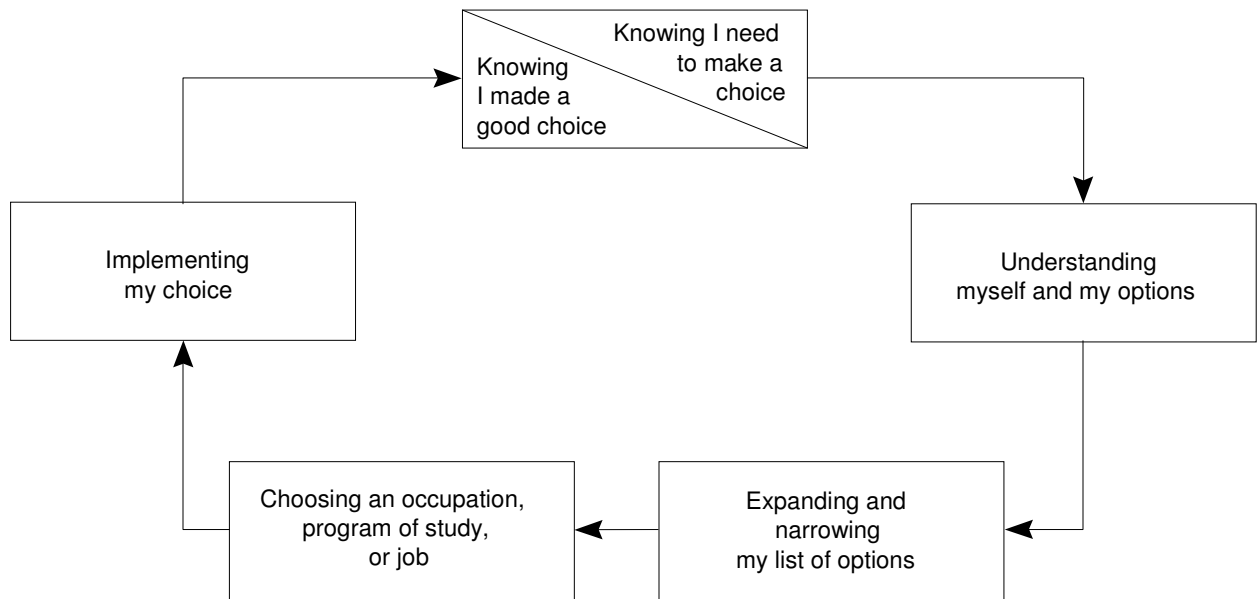 Knowing I need
to make a
choice
Knowing
I made a
good choice
Implementing
my choice
Understanding
myself and my options
Choosing an occupation,
program of study,
or job
Expanding and
narrowing
my list of options